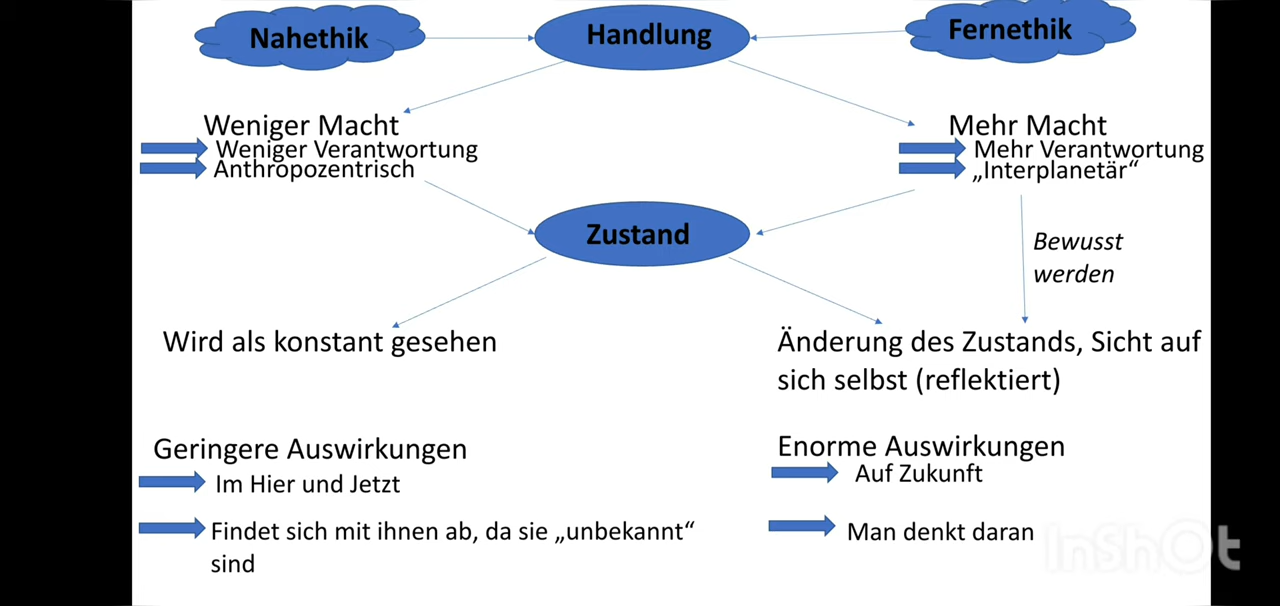 Nahethik
Handlung
Fernethik
Weniger Macht
Weniger Verantwortung
Anthropozentrisch
Mehr Macht
Mehr Verantwortung
„Interplanetär“
Zustand
Bewusst
werden
Wird als konstant gesehen
Änderung des Zustands, Sicht auf
sich selbst (reflektiert)
Geringere Auswirkungen
Im Hier und Jetzt
Findet sich mit ihnen ab, da sie „unbekannt“
sind
Enorme Auswirkungen
Auf Zukunft
Man denkt daran
InShOt